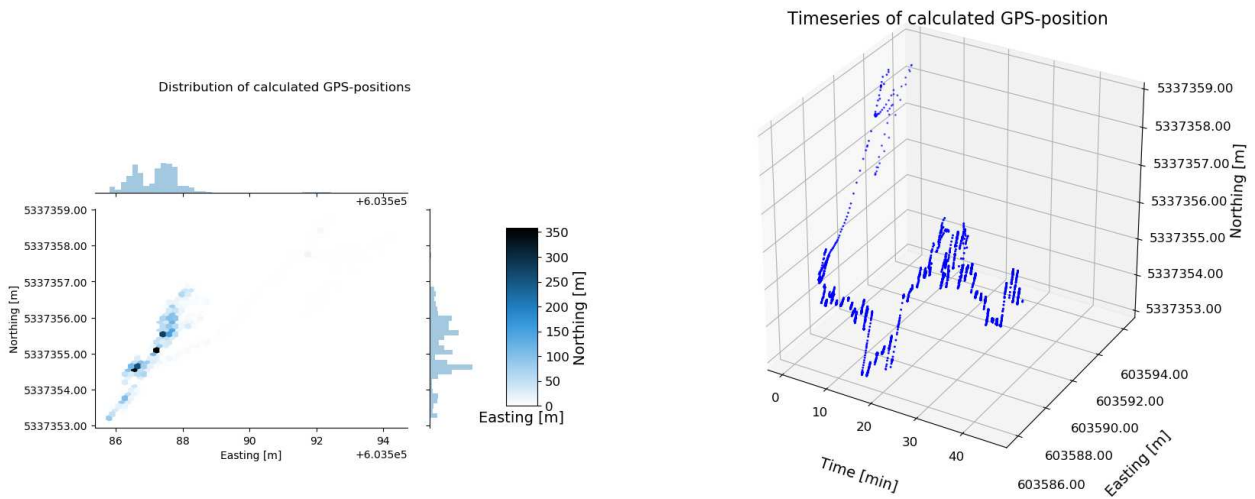 Distribution of calculated GPS-positions
+6.035e5
5337359.00
5337358.00
5337357.00
5337356.00
5337355.00
5337354.00
5337353.00
Northing [m]
86 88 90 92 94
Easting [m]
+6.035e5
350
300
250
200
150
100
50
0
Northing [m]
Easting [m]
Timeseries of calculated GPS-position
5337359.00
5337358.00
5337357.00
5337356.00
5337355.00
5337354.00
5337353.00
Northing [m]
0
10
20
30
40
Time [min]
603594.00
603592.00
603590.00
603588.00
603586.00
Easting [m]